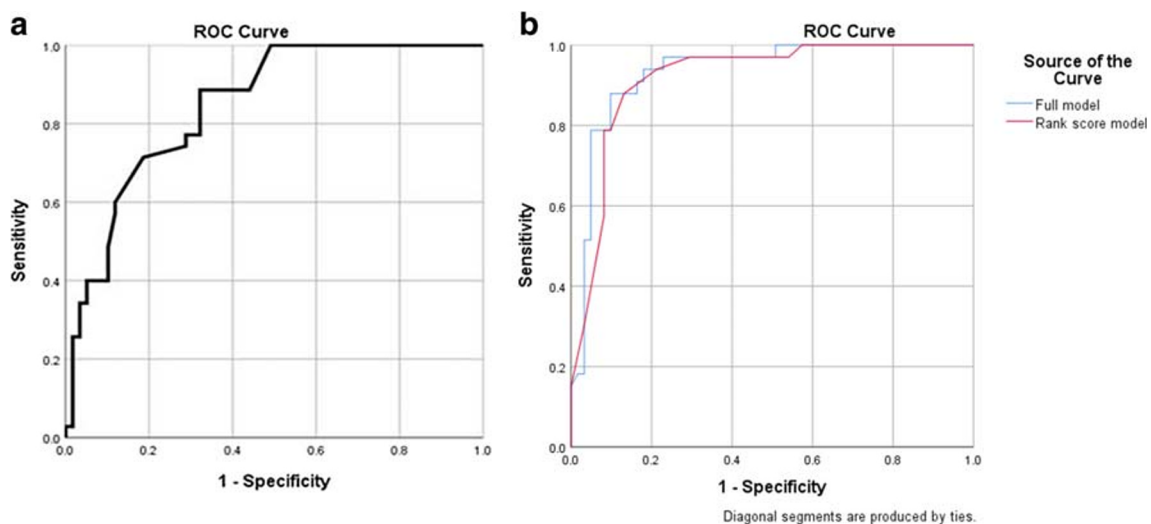 a
ROC Curve
1.0
0.8
0.6
0.4
0.2
0.0
Sensitivity
0.0 0.2 0.4 0.6 0.8 1.0
1 - Specificity
b
ROC Curve
1.0
0.8
0.6
0.4
0.2
0.0
Sensitivity
0.0 0.2 0.4 0.6 0.8 1.0
1 - Specificity
Source of the
Curve
Full model
Rank score model
Diagonal segments are produced by ties.